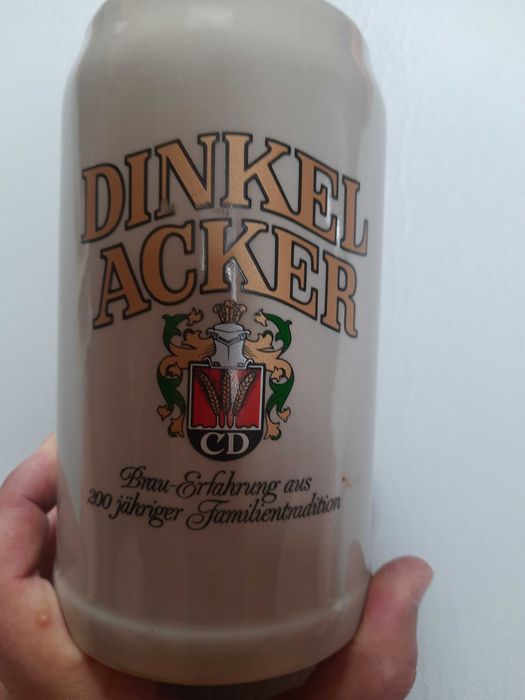 DINKEL
ACKER
CD
Brau-Erfahrung aus
200 jähriger Familientradition